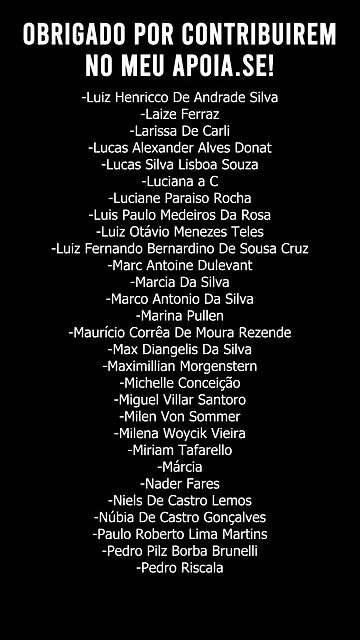 OBRIGADO POR CONTRIBUIREM
NO MEU APOIA.SE!
-Luiz Henricco De Andrade Silva
-Laize Ferraz
-Larissa De Carli
-Lucas Alexander Alves Donat
-Lucas Silva Lisboa Souza
-Luciana a C
-Luciane Paraiso Rocha
-Luis Paulo Medeiros Da Rosa
-Luiz Otávio Menezes Teles
-Luiz Fernando Bernardino De Sousa Cruz
-Marc Antoine Dulevant
-Marcia Da Silva
-Marco Antonio Da Silva
-Marina Pullen
-Maurício Corrêa De Moura Rezende
-Max Diangelis Da Silva
-Maximillian Morgenstern
-Michelle Conceição
-Miguel Villar Santoro
-Milen Von Sommer
-Milena Woycik Vieira
-Miriam Tafarello
-Márcia
-Nader Fares
-Niels De Castro Lemos
-Núbia De Castro Gonçalves
-Paulo Roberto Lima Martins
-Pedro Pilz Borba Brunelli
-Pedro Riscala